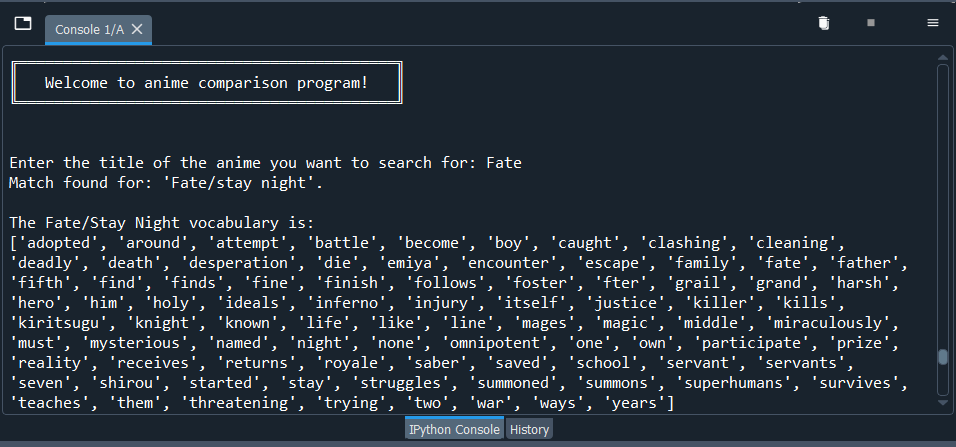 Console 1/A
Welcome to anime comparison program!
Enter the title of the anime you want to search for: Fate
Match found for: 'Fate/stay night'.
The Fate/Stay Night vocabulary is:
['adopted', 'around', 'attempt', 'battle', 'become', 'boy', 'caught', 'clashing', 'cleaning',
'deadly', 'death', 'desperation', 'die', 'emiya', 'encounter', 'escape', 'family', 'fate', 'father',
'fifth', 'find', 'finds', 'fine', 'finish', 'follows', 'foster', 'fter', 'grail', 'grand', 'harsh',
'hero', 'him', 'holy', 'ideals', 'inferno', 'injury', 'itself', 'justice', 'killer', 'kills',
'kiritsugu', 'knight', 'known', 'life', 'like', 'line', 'mages', 'magic', 'middle', 'miraculously',
'must', 'mysterious', 'named', 'night', 'none', 'omnipotent', 'one', 'own', 'participate', 'prize',
'reality', 'receives', 'returns', 'royale', 'saber', 'saved', 'school', 'servant', 'servants',
'seven', 'shirou', 'started', 'stay', 'struggles', 'summoned', 'summons', 'superhumans', 'survives',
'teaches', 'them', 'threatening', 'trying', 'two', 'war', 'ways', 'years']
IPython Console
History